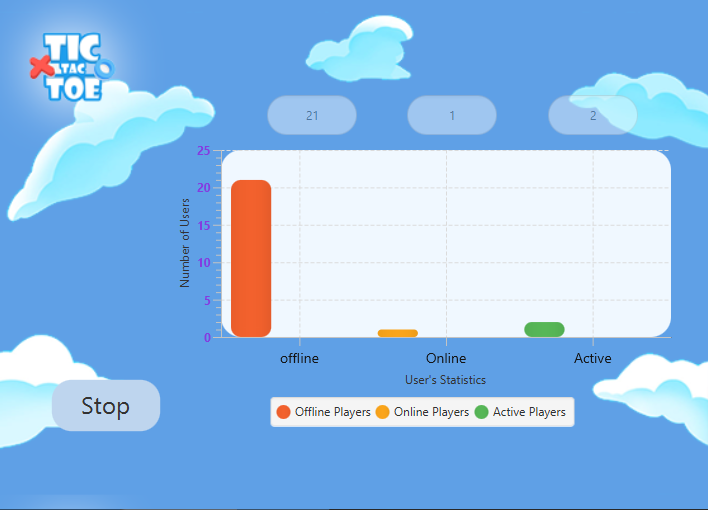 TIC
TAC
TOE
21 1 2
25
20
15
10
5
0
Number of Users
offline Online Active
User's Statistics
Offline Players Online Players Active Players
Stop